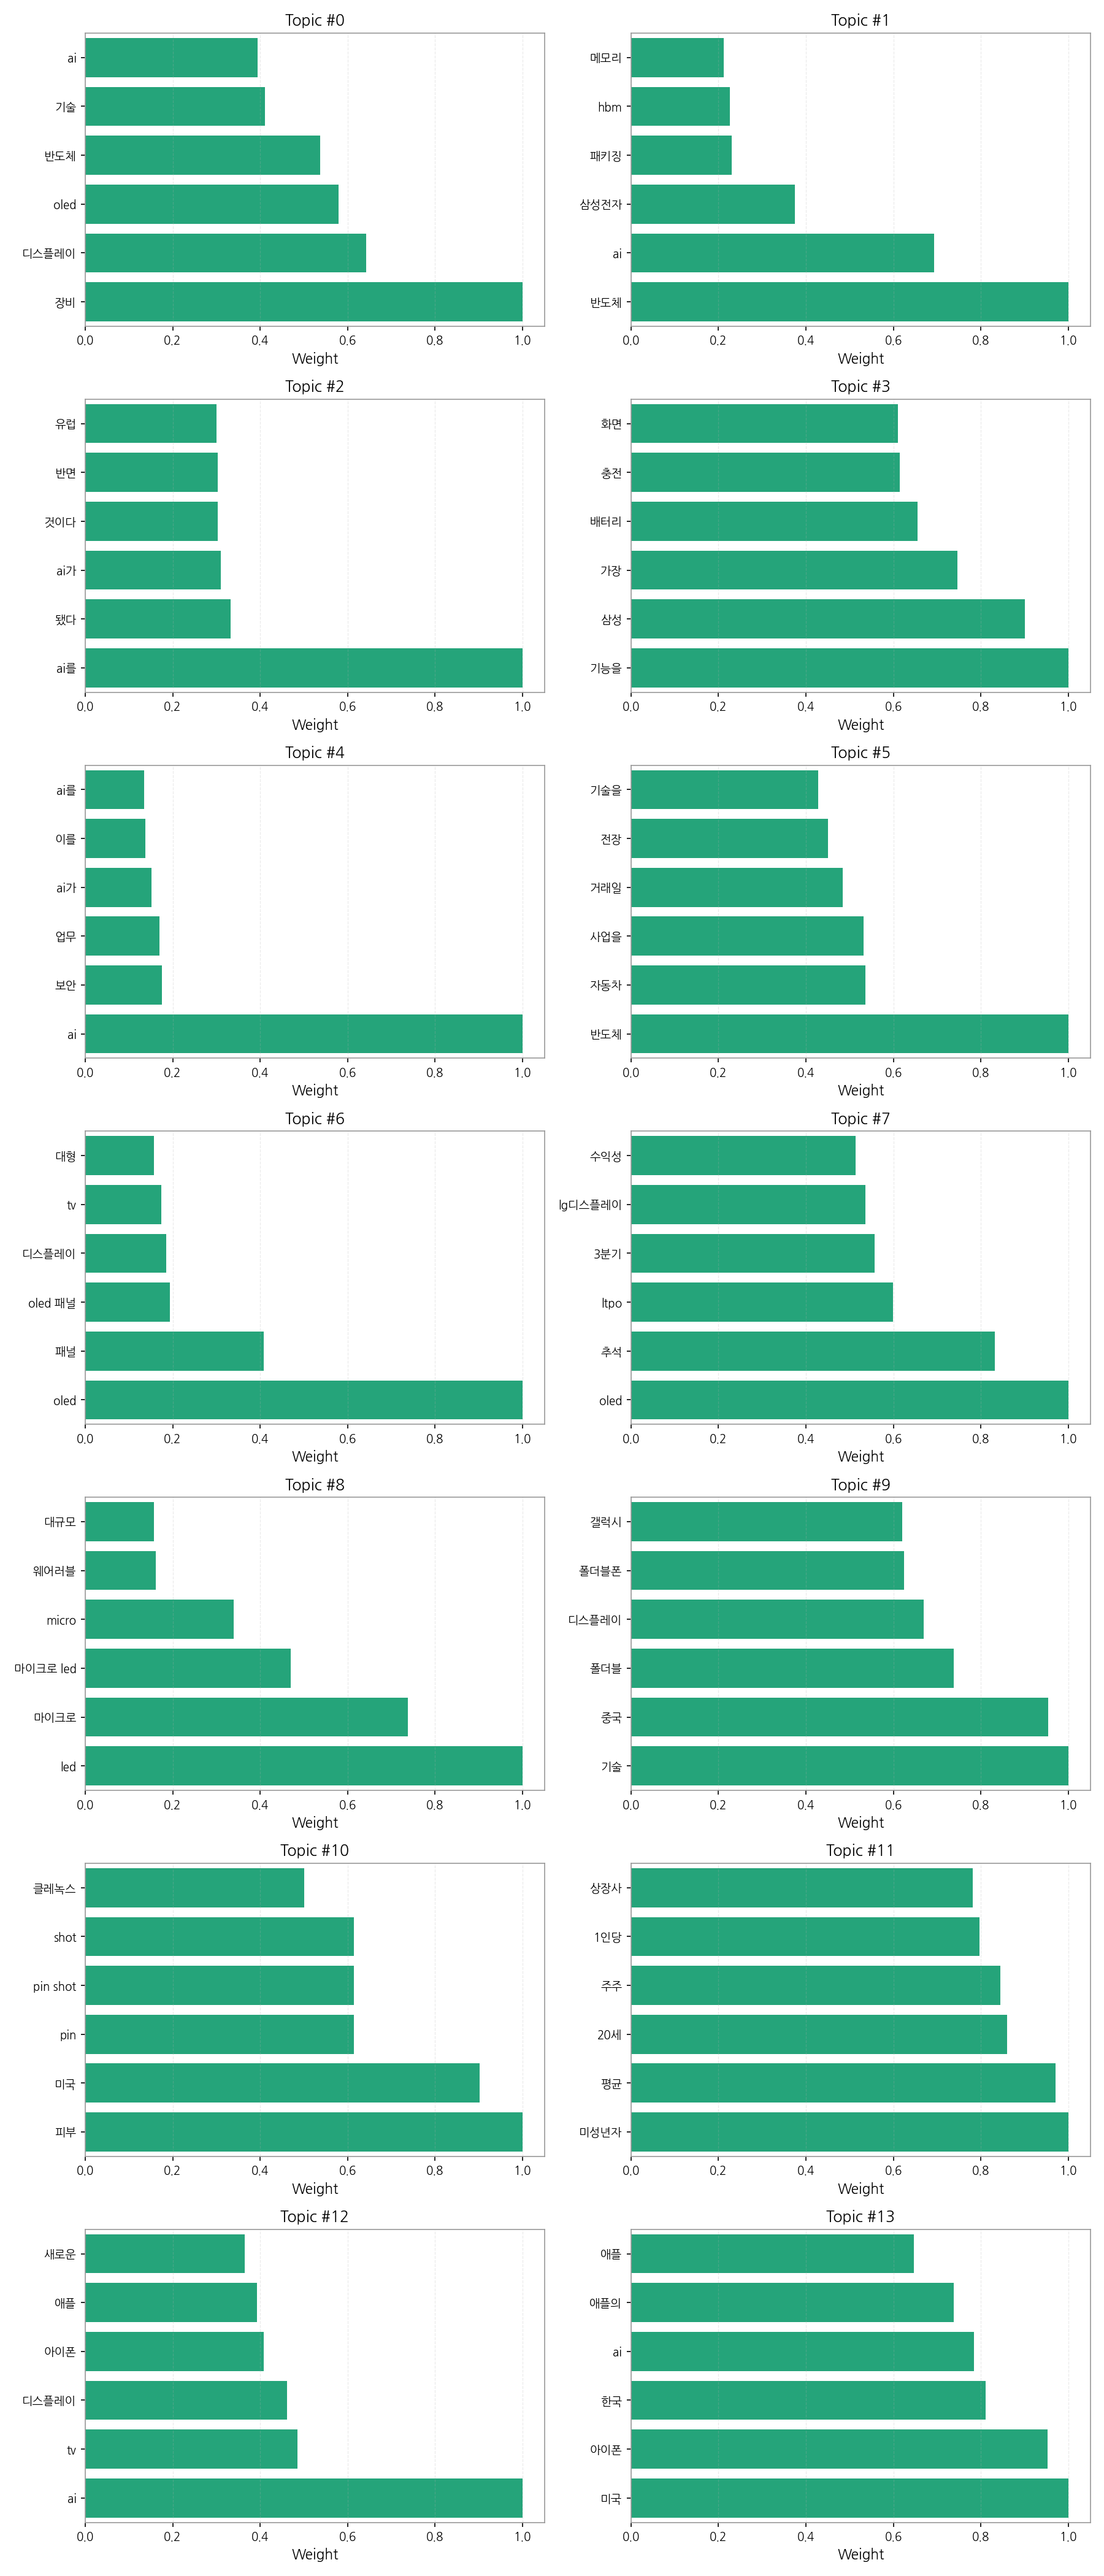 Topic #0
ai
기술
반도체
oled
디스플레이
장비
0.0 0.2 0.4 0.6 0.8 1.0
Weight
Topic #1
메모리
hbm
패키징
삼성전자
ai
반도체
0.0 0.2 0.4 0.6 0.8 1.0
Weight
Topic #2
유럽
반면
것이다
ai가
됐다
ai를
0.0 0.2 0.4 0.6 0.8 1.0
Weight
Topic #3
화면
충전
배터리
가장
삼성
기능을
0.0 0.2 0.4 0.6 0.8 1.0
Weight
Topic #4
ai를
이를
ai가
업무
보안
ai
0.0 0.2 0.4 0.6 0.8 1.0
Weight
Topic #5
기술을
전장
거래일
사업을
자동차
반도체
0.0 0.2 0.4 0.6 0.8 1.0
Weight
Topic #6
대형
tv
디스플레이
oled 패널
패널
oled
0.0 0.2 0.4 0.6 0.8 1.0
Weight
Topic #7
수익성
lg디스플레이
3분기
ltpo
추석
oled
0.0 0.2 0.4 0.6 0.8 1.0
Weight
Topic #8
대규모
웨어러블
micro
마이크로 led
마이크로
led
0.0 0.2 0.4 0.6 0.8 1.0
Weight
Topic #9
갤럭시
폴더블폰
디스플레이
폴더블
중국
기술
0.0 0.2 0.4 0.6 0.8 1.0
Weight
Topic #10
클레녹스
shot
pin shot
pin
미국
피부
0.0 0.2 0.4 0.6 0.8 1.0
Weight
Topic #11
상장사
1인당
주주
20세
평균
미성년자
0.0 0.2 0.4 0.6 0.8 1.0
Weight
Topic #12
새로운
애플
아이폰
디스플레이
tv
ai
0.0 0.2 0.4 0.6 0.8 1.0
Weight
Topic #13
애플
애플의
ai
한국
아이폰
미국
0.0 0.2 0.4 0.6 0.8 1.0
Weight